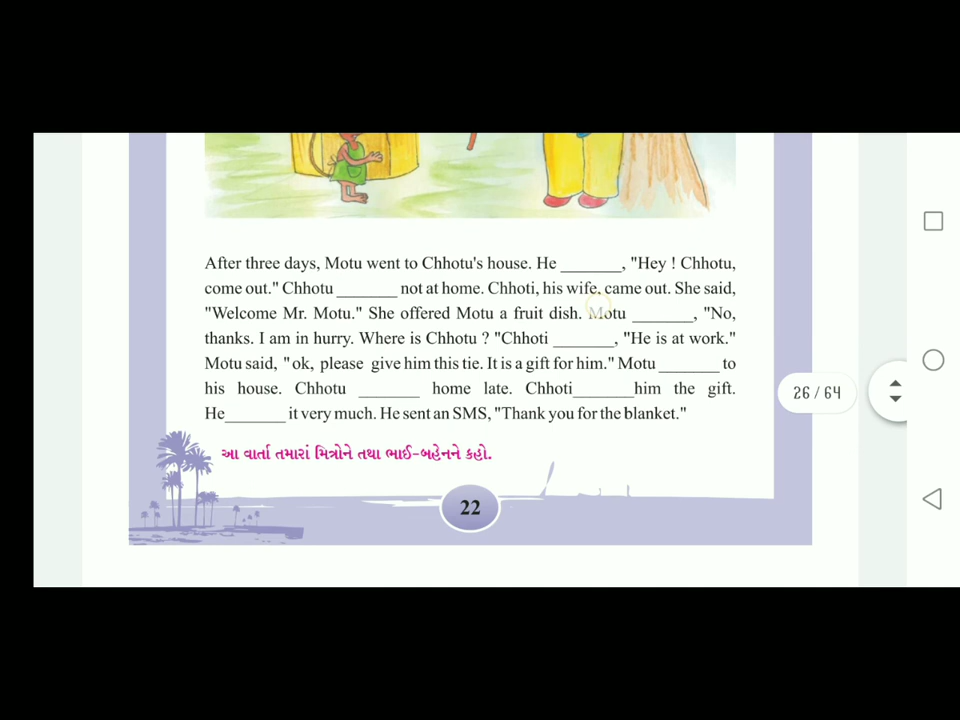 After three days, Motu went to Chhotu's house. He _______, "Hey ! Chhotu,
come out." Chhotu _______ not at home. Chhoti, his wife, came out. She said,
"Welcome Mr. Motu." She offered Motu a fruit dish. Motu _______, "No,
thanks. I am in hurry. Where is Chhotu ? "Chhoti _______, "He is at work."
Motu said, " ok, please give him this tie. It is a gift for him." Motu _______ to
his house. Chhotu _______ home late. Chhoti_______him the gift.
He_______it very much. He sent an SMS, "Thank you for the blanket."
આ વાર્તા તમારાં મિત્રોને તથા ભાઈ-બહેનને કહો.
22
26 / 64